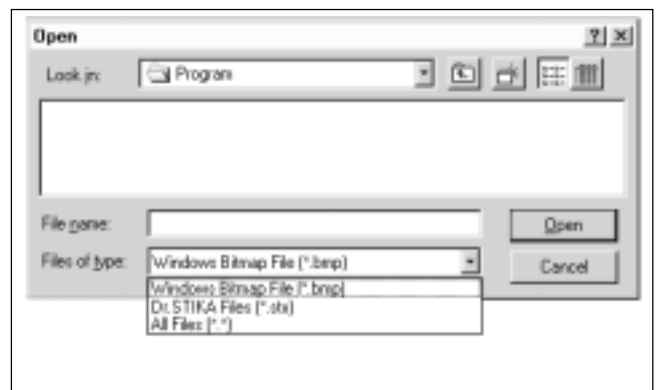 Open
Look in: Program
File name:
Open
Files of type: Windows Bitmap File (*.bmp)
Cancel
Windows Bitmap File (*.bmp)
Dr.STIKA Files (*.stx)
All Files (*.*)